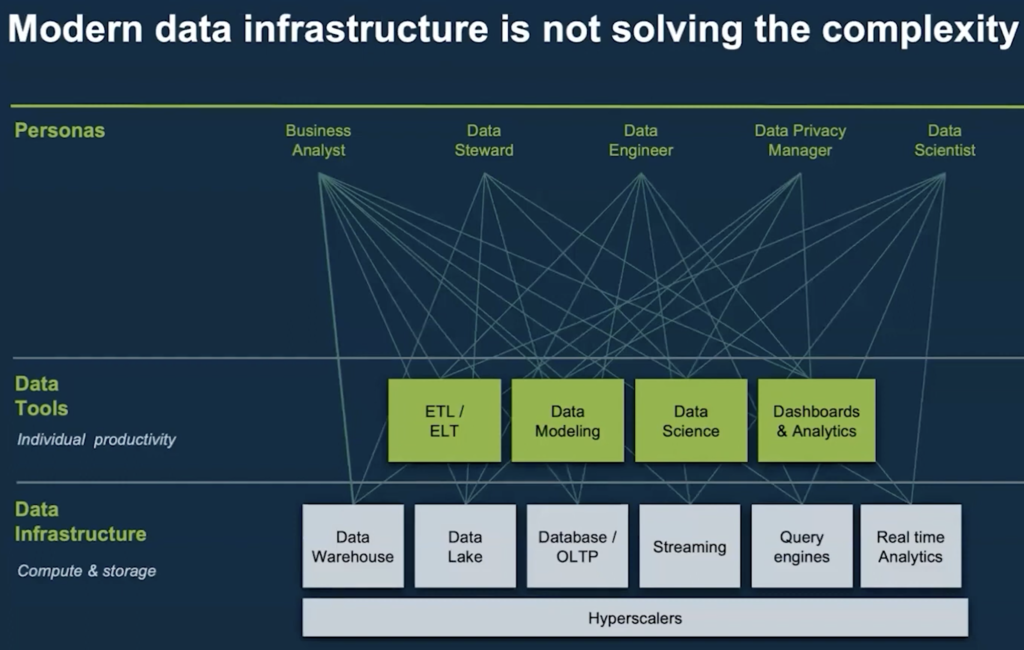 Modern data infrastructure is not solving the complexity
Personas
Business
Analyst
Data
Steward
Data
Engineer
Data Privacy
Manager
Data
Scientist
Data
Tools
Individual productivity
ETL /
ELT
Data
Modeling
Data
Science
Dashboards
& Analytics
Data
Infrastructure
Compute & storage
Data
Warehouse
Data
Lake
Database /
OLTP
Streaming
Query
engines
Real time
Analytics
Hyperscalers